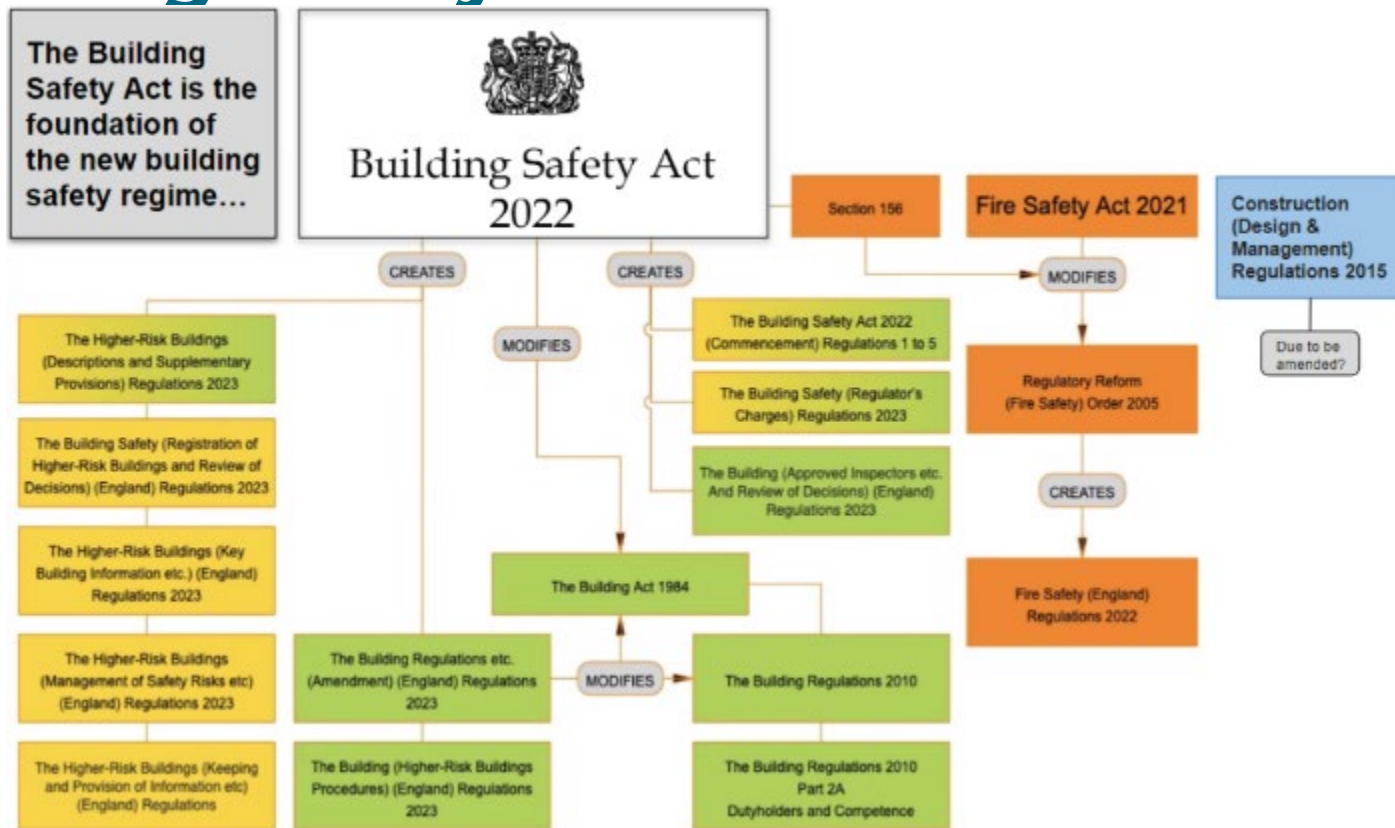 The Building
Safety Act is the
foundation of
the new building
safety regime...
Building Safety Act
2022
Section 156
Fire Safety Act 2021
Construction
(Design &
Management)
Regulations 2015
CREATES
CREATES
MODIFIES
MODIFIES
Due to be
amended?
The Higher-Risk Buildings
(Descriptions and Supplementary
Provisions) Regulations 2023
The Building Safety (Registration of
Higher-Risk Buildings and Review of
Decisions) (England) Regulations 2023
The Higher-Risk Buildings (Key
Building Information etc.) (England)
Regulations 2023
The Higher-Risk Buildings
(Management of Safety Risks etc)
(England) Regulations 2023
The Higher-Risk Buildings (Keeping
and Provision of Information etc)
(England) Regulations
The Building Safety Act 2022
(Commencement) Regulations 1 to 5
The Building Safety (Regulator's
Charges) Regulations 2023
The Building (Approved Inspectors etc.
And Review of Decisions) (England)
Regulations 2023
The Building Act 1984
The Building Regulations etc.
(Amendment) (England) Regulations
2023
MODIFIES
The Building Regulations 2010
The Building (Higher-Risk Buildings
Procedures) (England) Regulations
2023
The Building Regulations 2010
Part 2A
Dutyholders and Competence
Regulatory Reform
(Fire Safety) Order 2005
CREATES
Fire Safety (England)
Regulations 2022